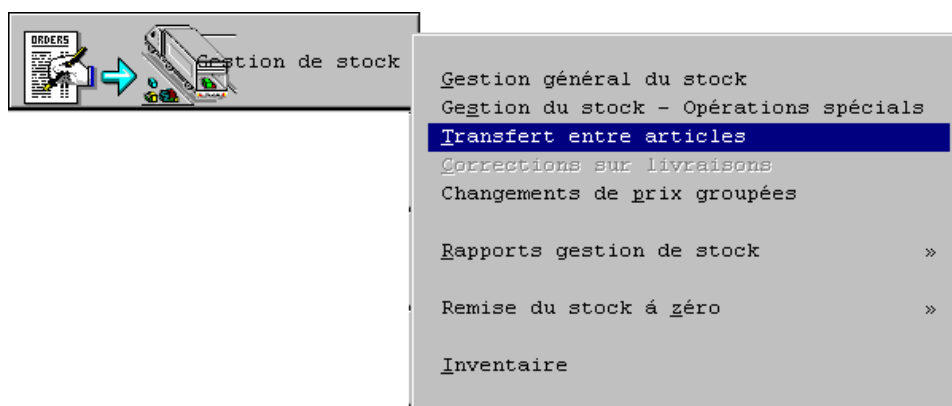 ORDERS
Gestion de stock
Gestion général du stock
Gestion du stock - Opérations spécials
Transfert entre articles
Corrections sur livraisons
Changements de prix groupées
Rapports gestion de stock »
Remise du stock á zéro »
Inventaire